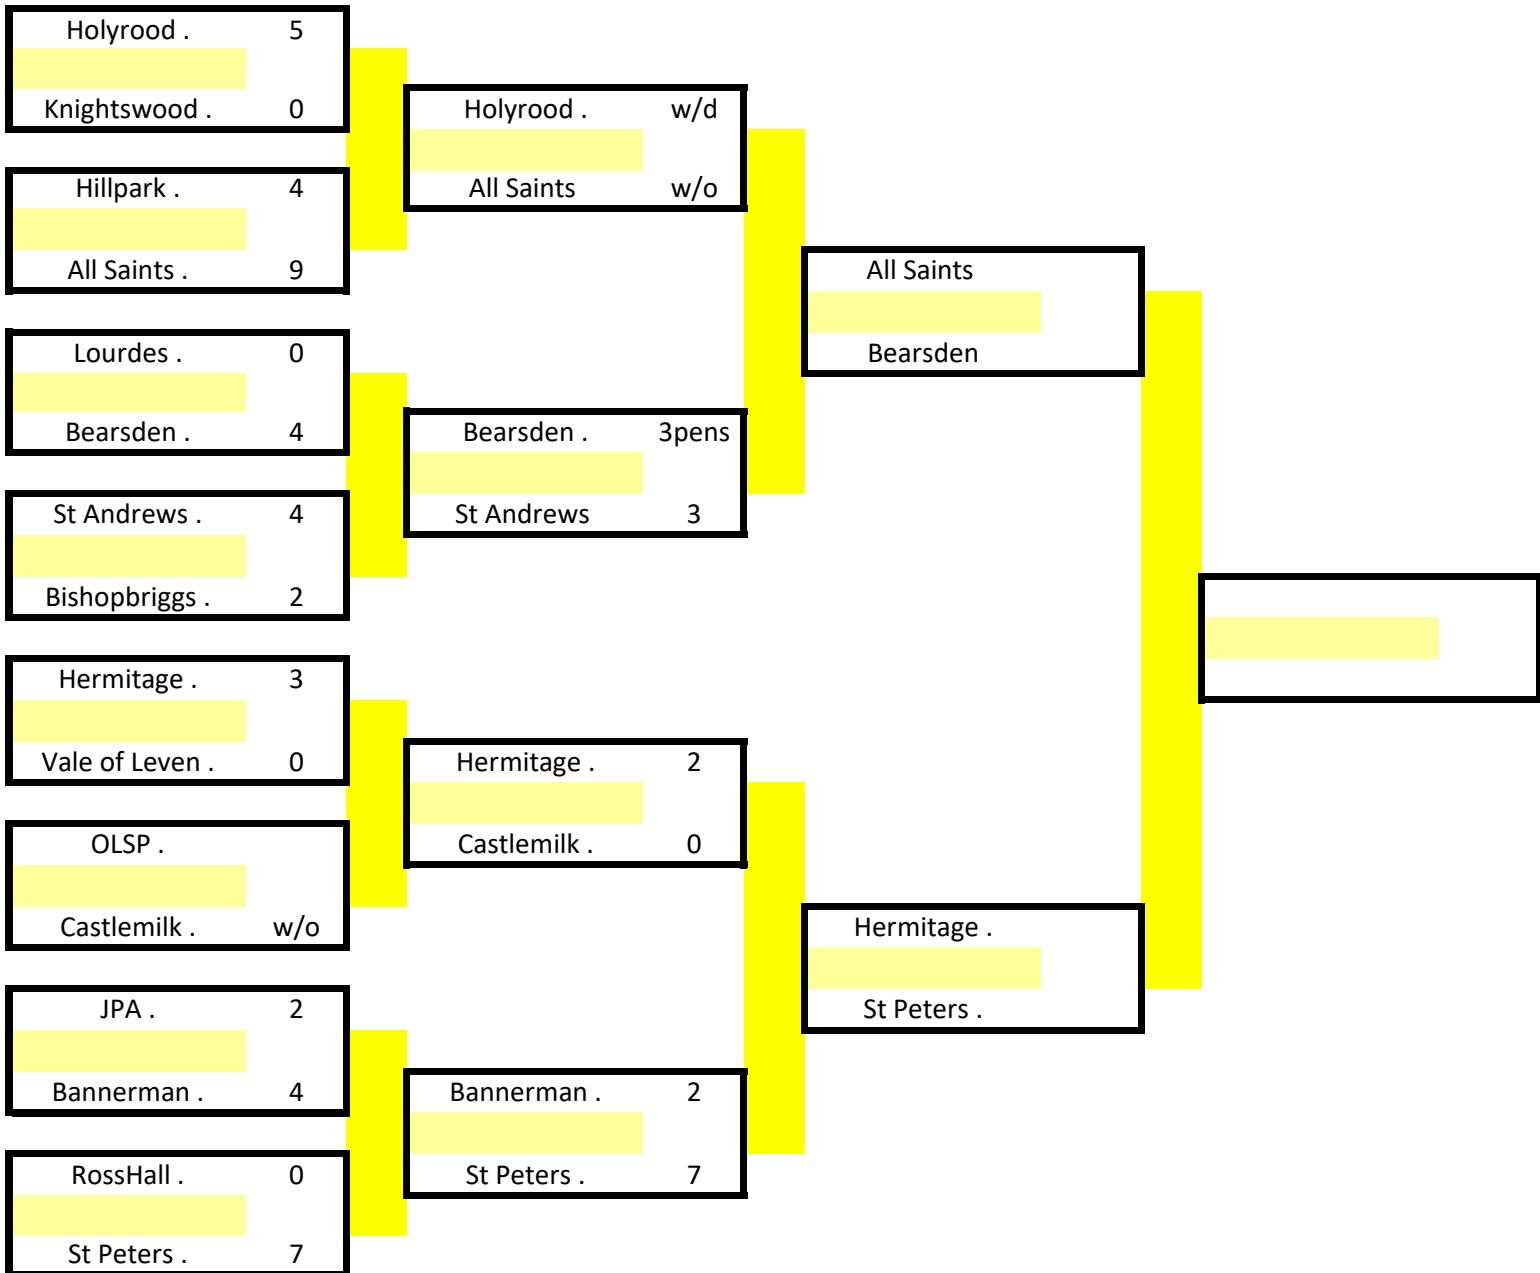 Holyrood . 5
Knightswood . 0
Hillpark . 4
All Saints . 9
Lourdes . 0
Bearsden . 4
St Andrews . 4
Bishopbriggs . 2
Hermitage . 3
Vale of Leven . 0
OLSP .
Castlemilk . w/o
JPA . 2
Bannerman . 4
RossHall . 0
St Peters . 7
Holyrood . w/d
All Saints w/o
Bearsden . 3pens
St Andrews 3
Hermitage . 2
Castlemilk . 0
Bannerman . 2
St Peters . 7
All Saints
Bearsden
Hermitage .
St Peters .